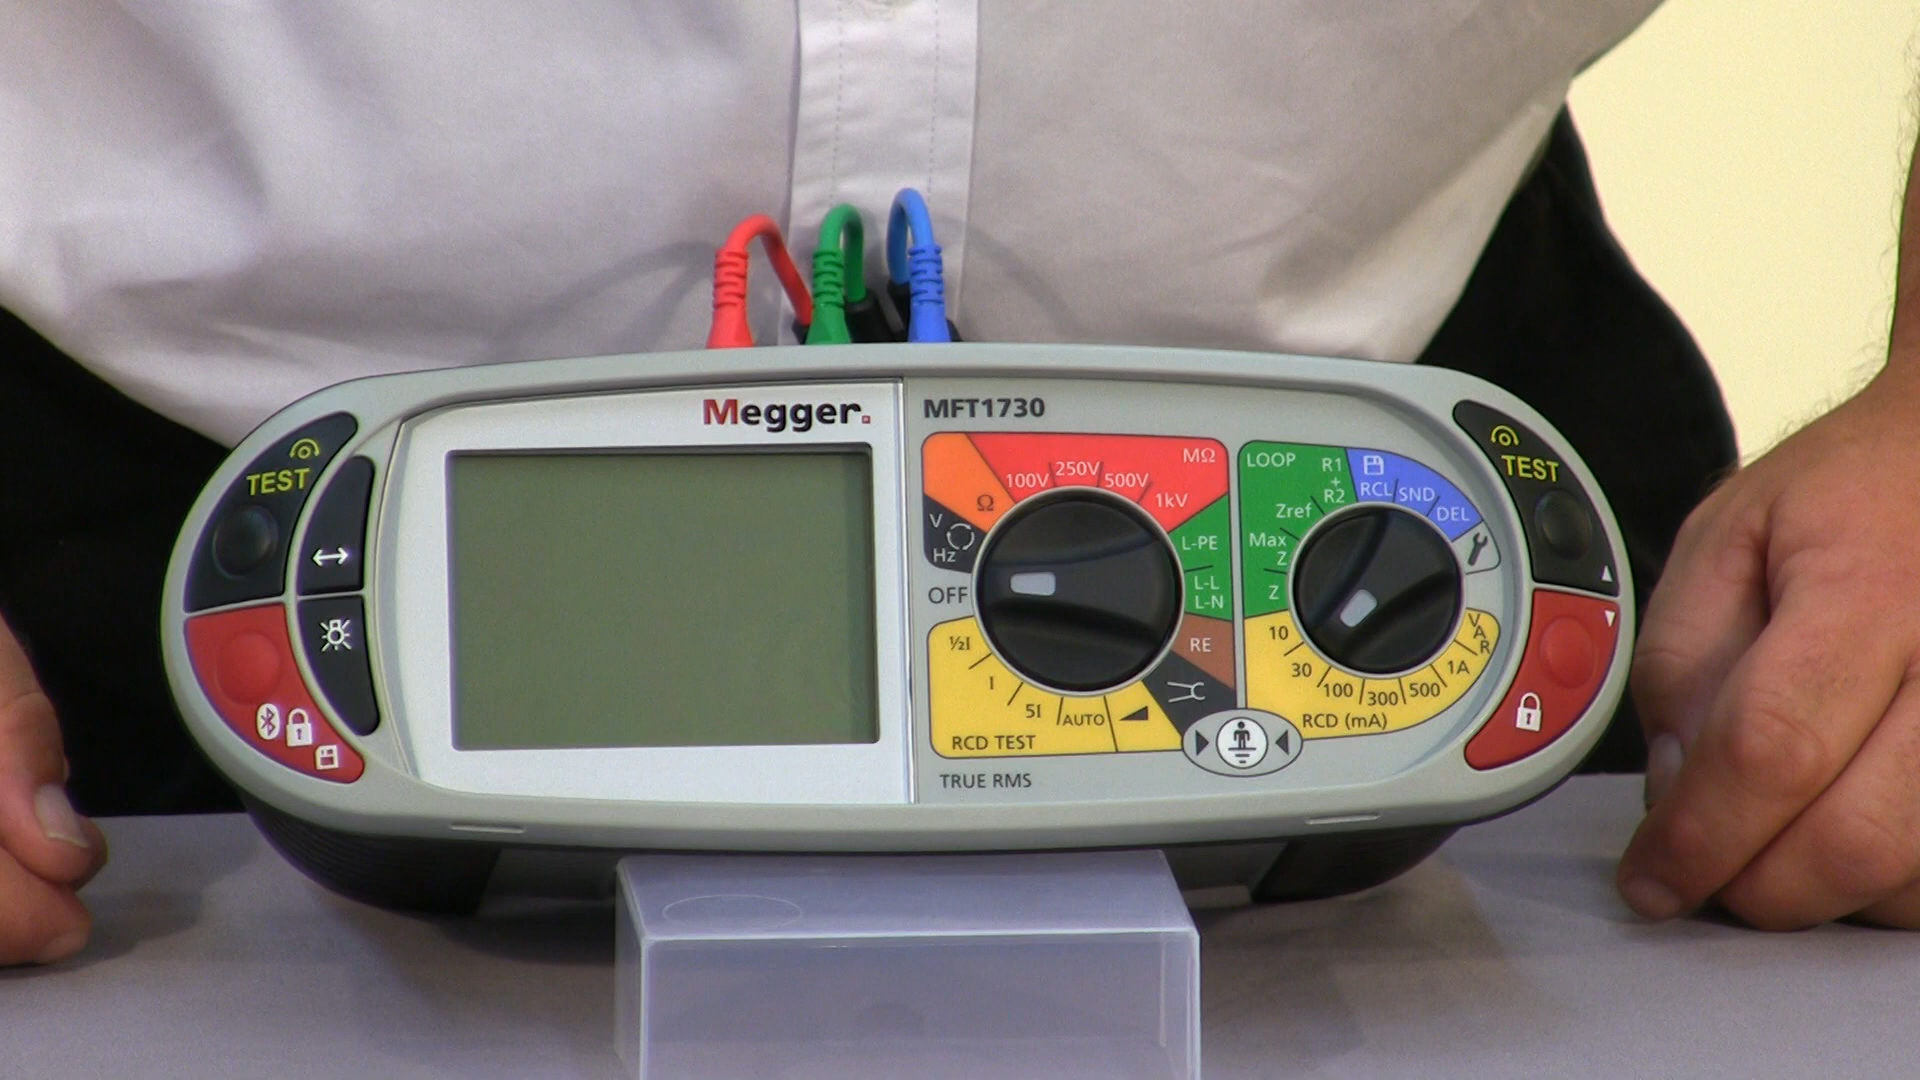 Megger.
MFT1730
TEST
TEST
MΩ
100V
250V
500V
1kV
Ω
V
Hz
OFF
L-PE
L-L
L-N
RE
½I
I
5I
AUTO
RCD TEST
TRUE RMS
LOOP
R1
+
R2
Zref
Max
Z
Z
RCL
SND
DEL
10
30
100
300
500
1A
VAR
RCD (mA)